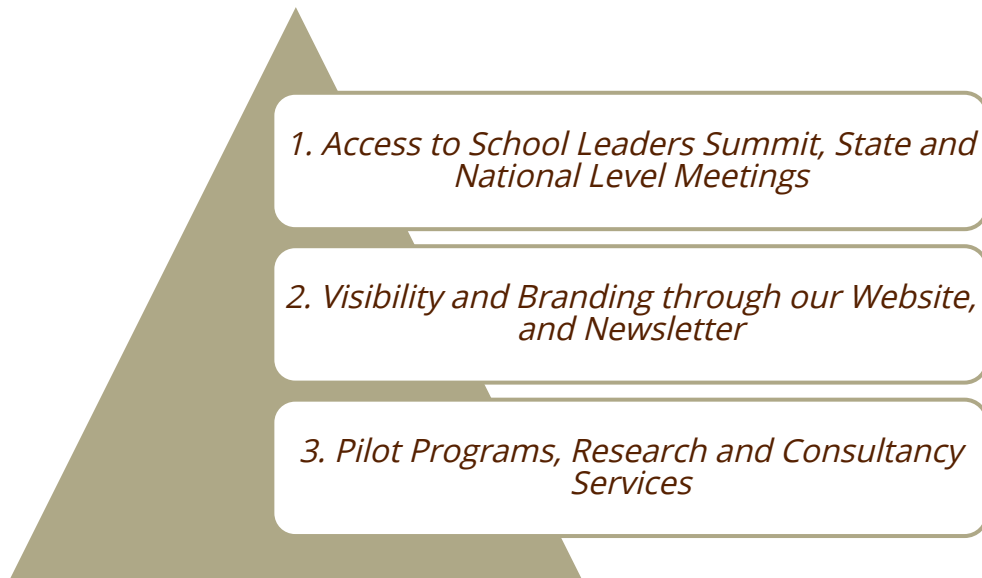 1. Access to School Leaders Summit, State and
National Level Meetings
2. Visibility and Branding through our Website,
and Newsletter
3. Pilot Programs, Research and Consultancy
Services